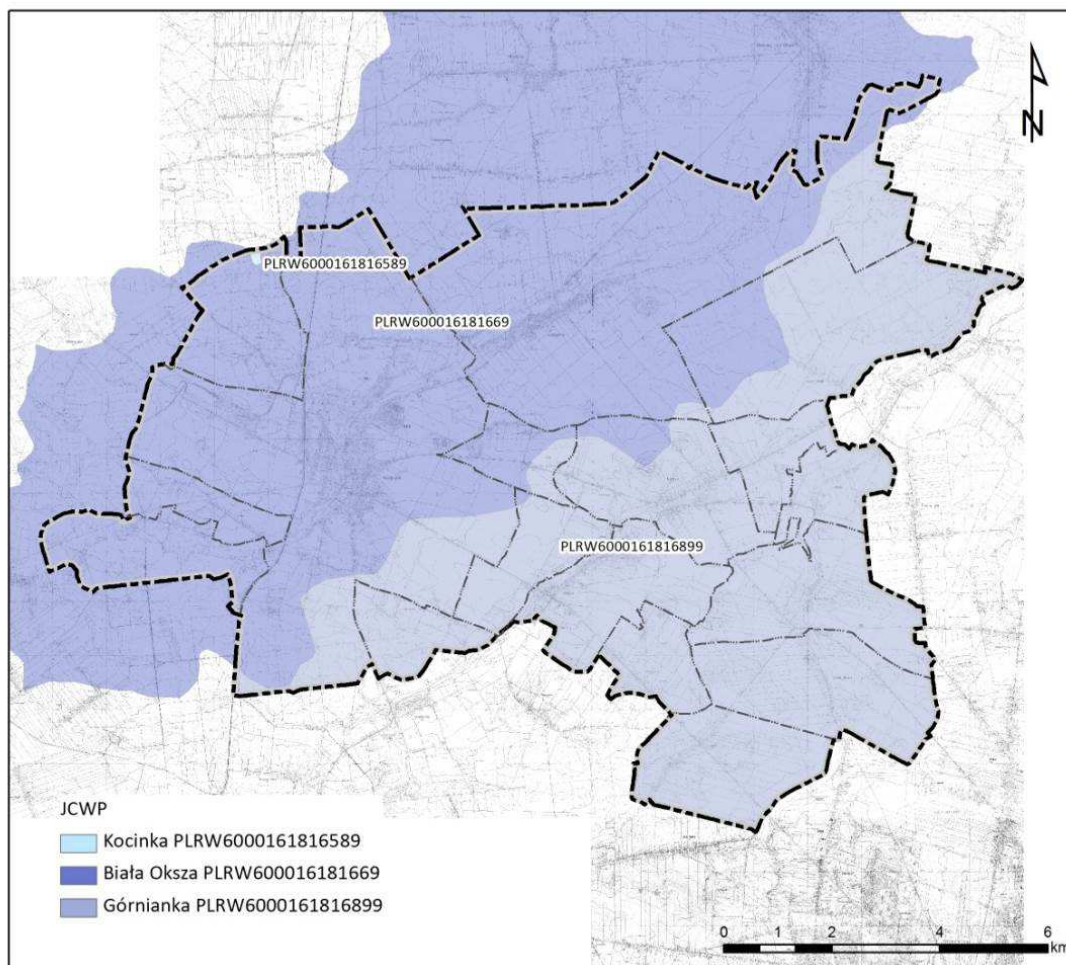 N
PLRW6000161816589
PLRW600016181669
PLRW6000161816899
JCWP
Kocinka PLRW6000161816589
Biała Oksza PLRW600016181669
Górnianka PLRW6000161816899
0 1 2 4 6
km